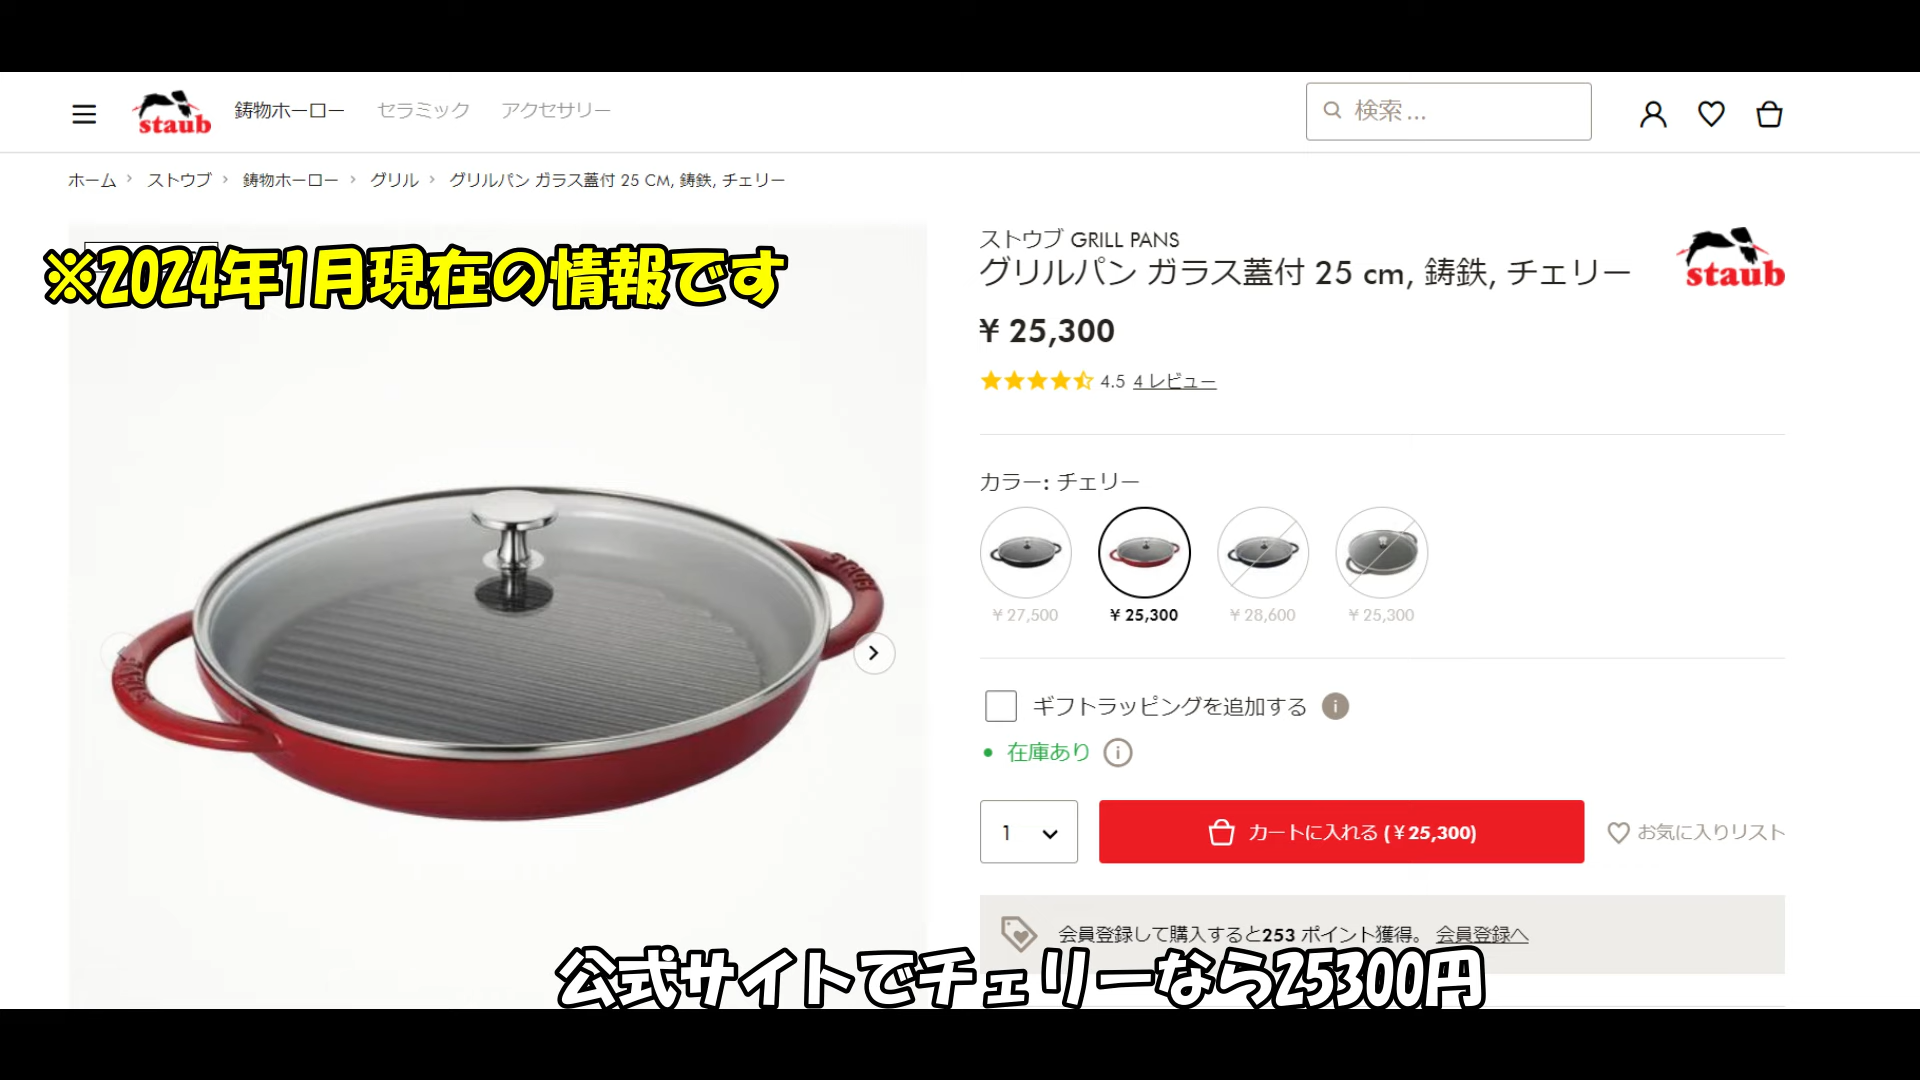 staub
鋳物ホーロー セラミック アクセサリー
検索...
ホーム › ストウブ › 鋳物ホーロー › グリル › グリルパン ガラス蓋付 25 CM, 鋳鉄, チェリー
※2024年1月現在の情報です
ストウブ GRILL PANS
グリルパン ガラス蓋付 25 cm, 鋳鉄, チェリー
staub
¥ 25,300
4.5 4 レビュー
カラー: チェリー
¥ 27,500 ¥ 25,300 ¥ 28,600 ¥ 25,300
STAUB
ギフトラッピングを追加する i
在庫あり i
1 カートに入れる (¥25,300) お気に入りリスト
会員登録して購入すると253 ポイント獲得。 会員登録へ
公式サイトでチェリーなら25300円